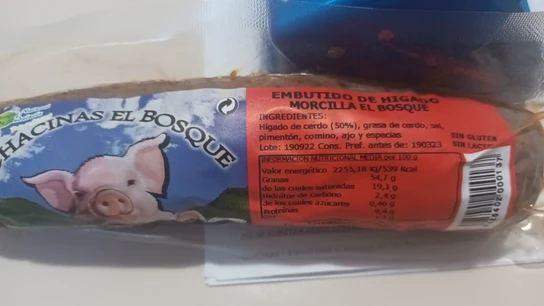 CHACINAS EL BOSQUE
EMBUTIDO DE HIGADO
MORCILLA EL BOSQUE
INGREDIENTES:
Hígado de cerdo (50%), grasa de cerdo, sal,
pimentón, comino, ajo y especias
Lote: 190922 Cons. Pref. antes de: 190323
SIN GLUTEN
SIN LACTO
INFORMACION NUTRICIONAL MEDIA por 100 g
Valor energético 2255,18 Kj/539 Kcal
Grasas 54,7 g
de las cuales saturadas 19,1 g
Hidratos de carbono 2,4 g
de los cuales azúcares 0,40 g
Proteínas 9,4 g